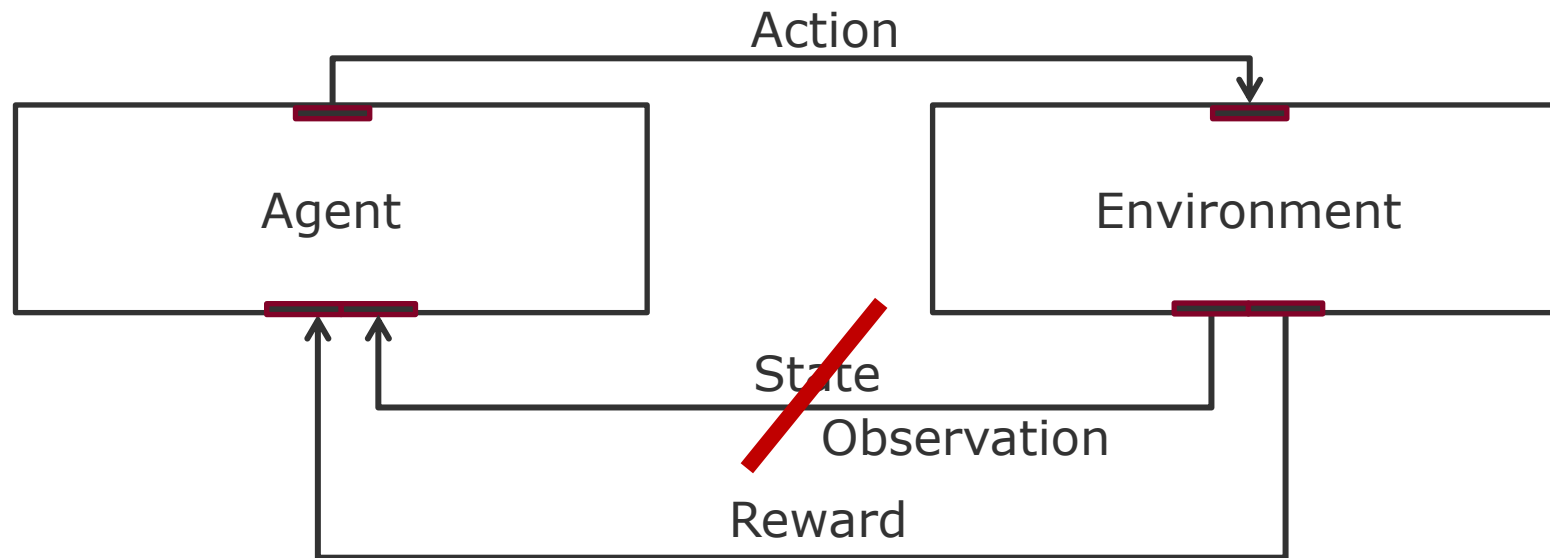 Action
Agent
Environment
State
Observation
Reward